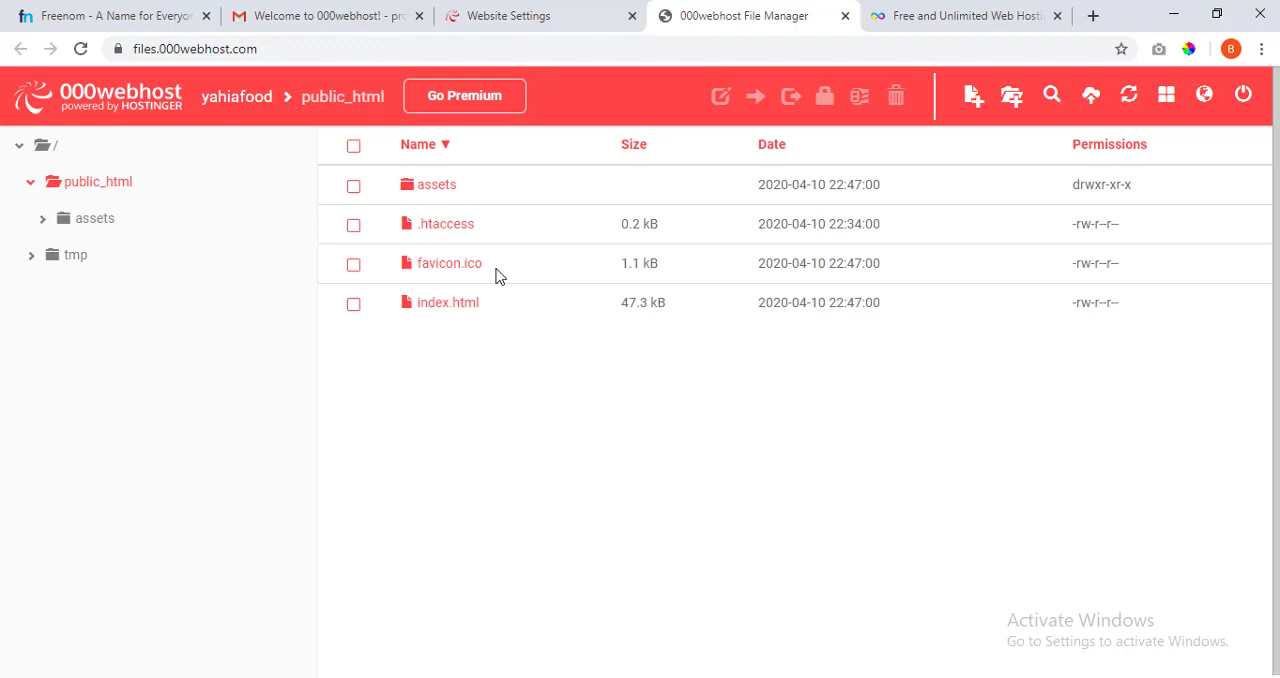 Freenom - A Name for Everyon
Welcome to 000webhost! - pro
Website Settings
000webhost File Manager
Free and Unlimited Web Hosti
files.000webhost.com
B
000webhost
powered by HOSTINGER
yahiafood > public_html
Go Premium
/
public_html
assets
tmp
Name ▼ Size Date Permissions
assets 2020-04-10 22:47:00 drwxr-xr-x
.htaccess 0.2 kB 2020-04-10 22:34:00 -rw-r--r--
favicon.ico 1.1 kB 2020-04-10 22:47:00 -rw-r--r--
index.html 47.3 kB 2020-04-10 22:47:00 -rw-r--r--
Activate Windows
Go to Settings to activate Windows.